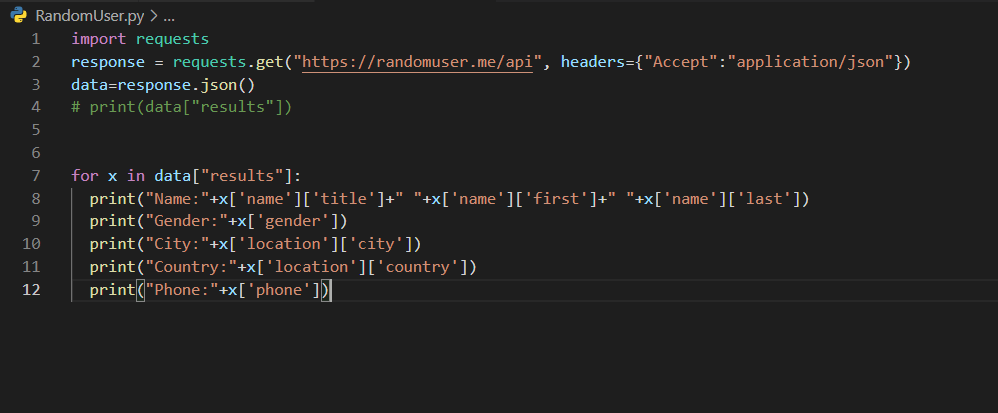 RandomUser.py > ...
1 import requests
2 response = requests.get("https://randomuser.me/api", headers={"Accept":"application/json"})
3 data=response.json()
4 # print(data["results"])
5
6
7 for x in data["results"]:
8   print("Name:"+x['name']['title']+" "+x['name']['first']+" "+x['name']['last'])
9   print("Gender:"+x['gender'])
10   print("City:"+x['location']['city'])
11   print("Country:"+x['location']['country'])
12   print("Phone:"+x['phone'])